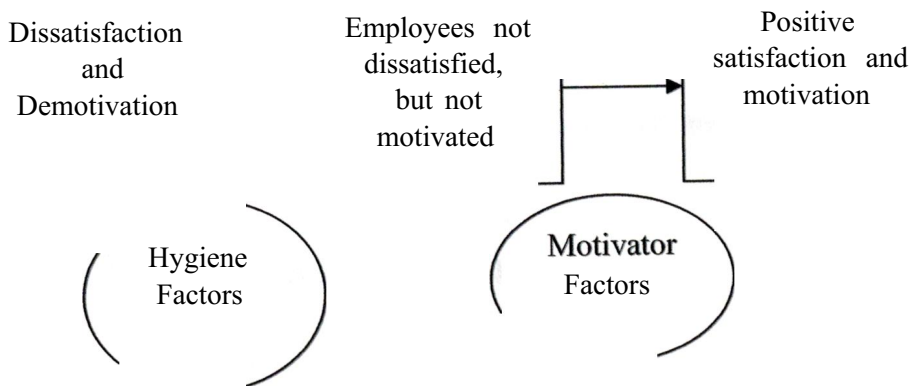 Dissatisfaction
and
Demotivation
Employees not
dissatisfied,
but not
motivated
Positive
satisfaction and
motivation
Hygiene
Factors
Motivator
Factors